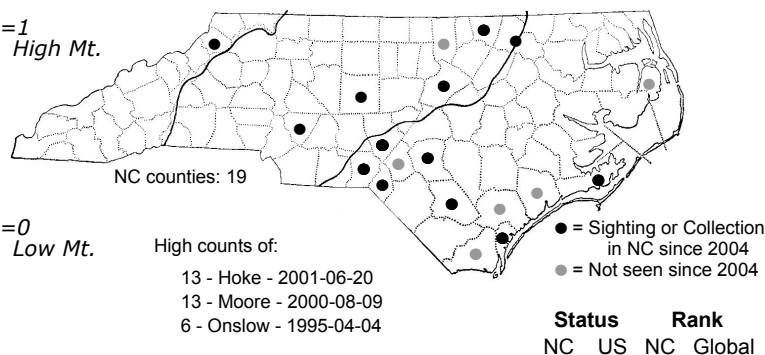 =1
High Mt.
NC counties: 19
=0
Low Mt.
High counts of:
13 - Hoke - 2001-06-20
13 - Moore - 2000-08-09
6 - Onslow - 1995-04-04
● = Sighting or Collection
in NC since 2004
● = Not seen since 2004
Status Rank
NC US NC Global